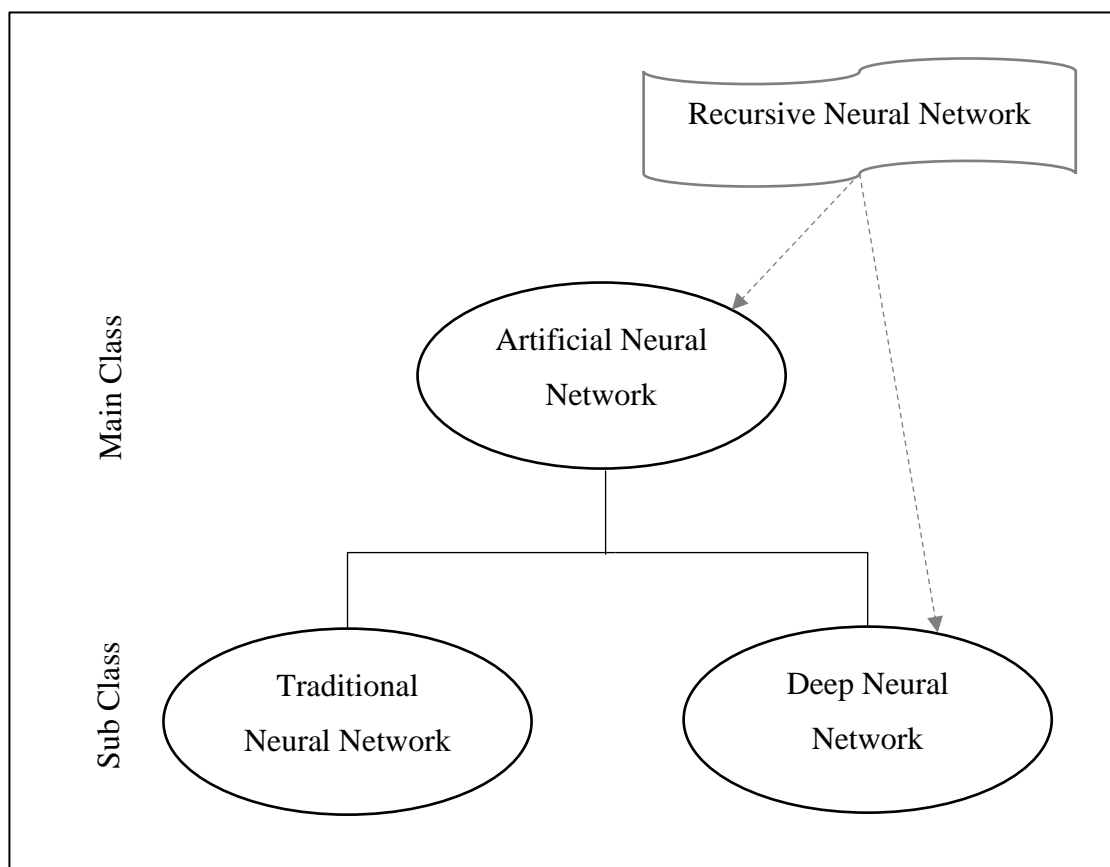 Recursive Neural Network
Main Class
Artificial Neural
Network
Sub Class
Traditional
Neural Network
Deep Neural
Network